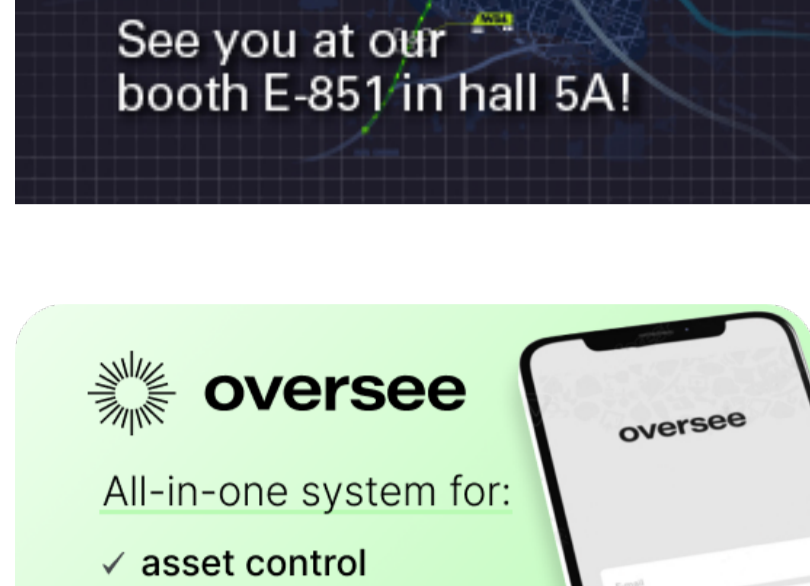 See you at our
booth E-851 in hall 5A!
oversee
oversee
All-in-one system for:
✓ asset control